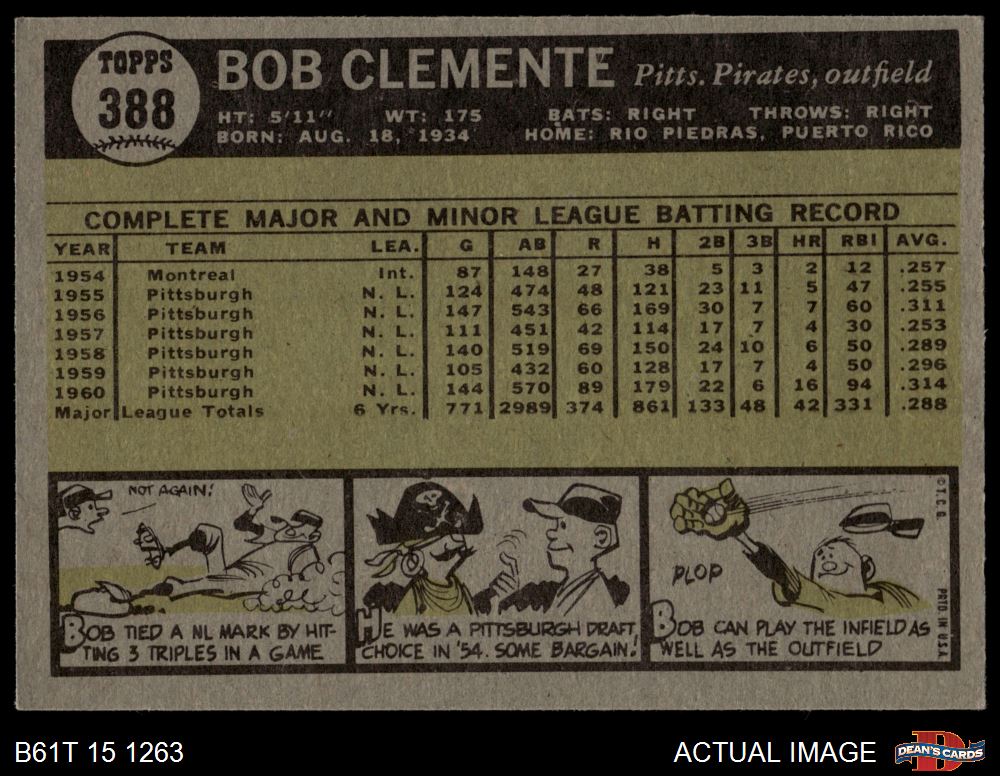 TOPPS
388
BOB CLEMENTE Pitts. Pirates, outfield
HT: 5'11" WT: 175 BATS: RIGHT THROWS: RIGHT
BORN: AUG. 18, 1934 HOME: RIO PIEDRAS, PUERTO RICO
COMPLETE MAJOR AND MINOR LEAGUE BATTING RECORD
YEAR TEAM LEA. G AB R H 2B 3B HR RBI AVG.
1954 Montreal Int. 87 148 27 38 5 3 2 12 .257
1955 Pittsburgh N. L. 124 474 48 121 23 11 5 47 .255
1956 Pittsburgh N. L. 147 543 66 169 30 7 7 60 .311
1957 Pittsburgh N. L. 111 451 42 114 17 7 4 30 .253
1958 Pittsburgh N. L. 140 519 69 150 24 10 6 50 .289
1959 Pittsburgh N. L. 105 432 60 128 17 7 4 50 .296
1960 Pittsburgh N. L. 144 570 89 179 22 6 16 94 .314
Major League Totals 6 Yrs. 771 2989 374 861 133 48 42 331 .288
NOT AGAIN!
BOB TIED A NL MARK BY HIT-
TING 3 TRIPLES IN A GAME
HE WAS A PITTSBURGH DRAFT
CHOICE IN '54. SOME BARGAIN!
PLOP
BOB CAN PLAY THE INFIELD AS
WELL AS THE OUTFIELD
© T.C.G. PRTD. IN U.S.A.
B61T 15 1263
ACTUAL IMAGE
DEAN'S CARDS